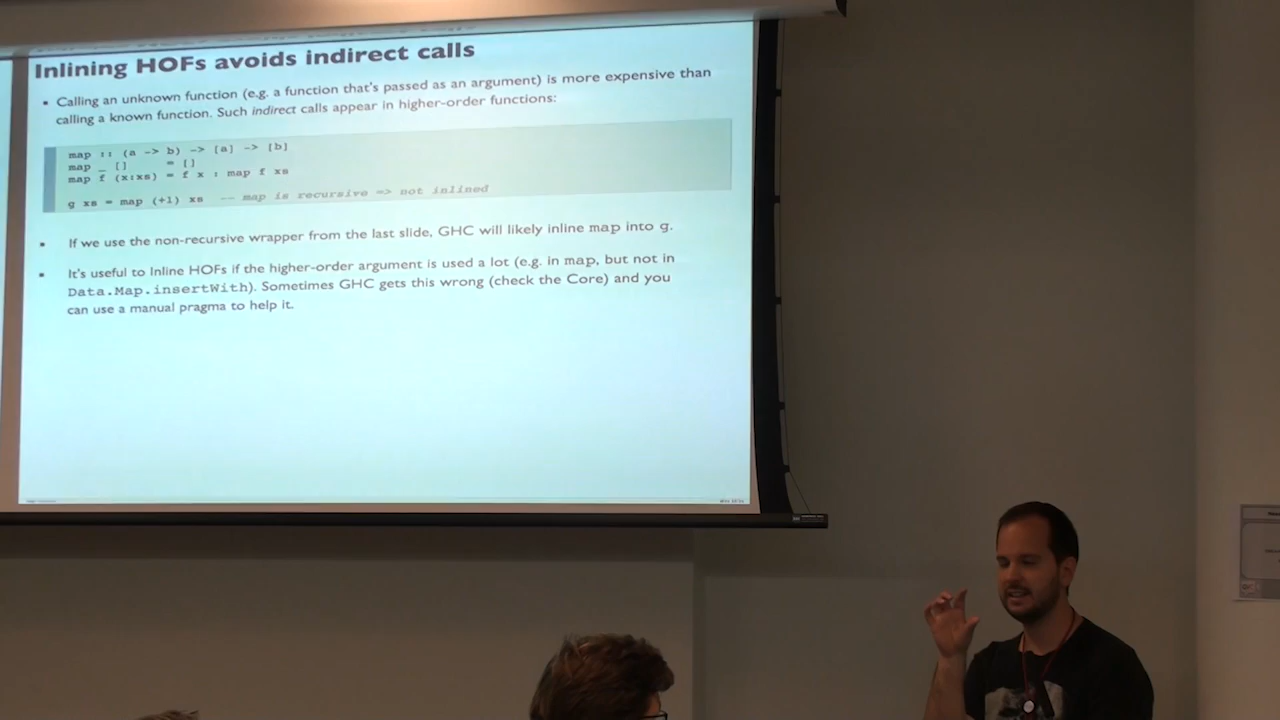 Inlining HOFs avoids indirect calls
• Calling an unknown function (e.g. a function that's passed as an argument) is more expensive than
calling a known function. Such indirect calls appear in higher-order functions:
map :: (a -> b) -> [a] -> [b]
map _ [] = []
map f (x:xs) = f x : map f xs
g xs = map (+1) xs -- map is recursive => not inlined
• If we use the non-recursive wrapper from the last slide, GHC will likely inline map into g.
• It's useful to Inline HOFs if the higher-order argument is used a lot (e.g. in map, but not in
Data.Map.insertWith). Sometimes GHC gets this wrong (check the Core) and you
can use a manual pragma to help it.